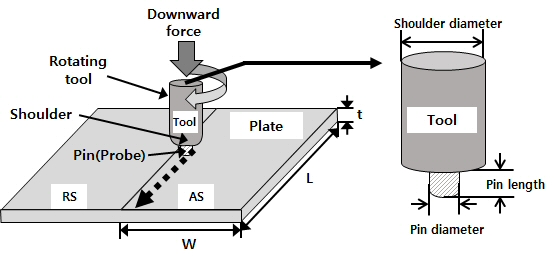 Downward
force
Shoulder diameter
Rotating
tool
Shoulder
Tool
Plate
t
Tool
Pin(Probe)
L
Pin length
RS
AS
W
Pin diameter